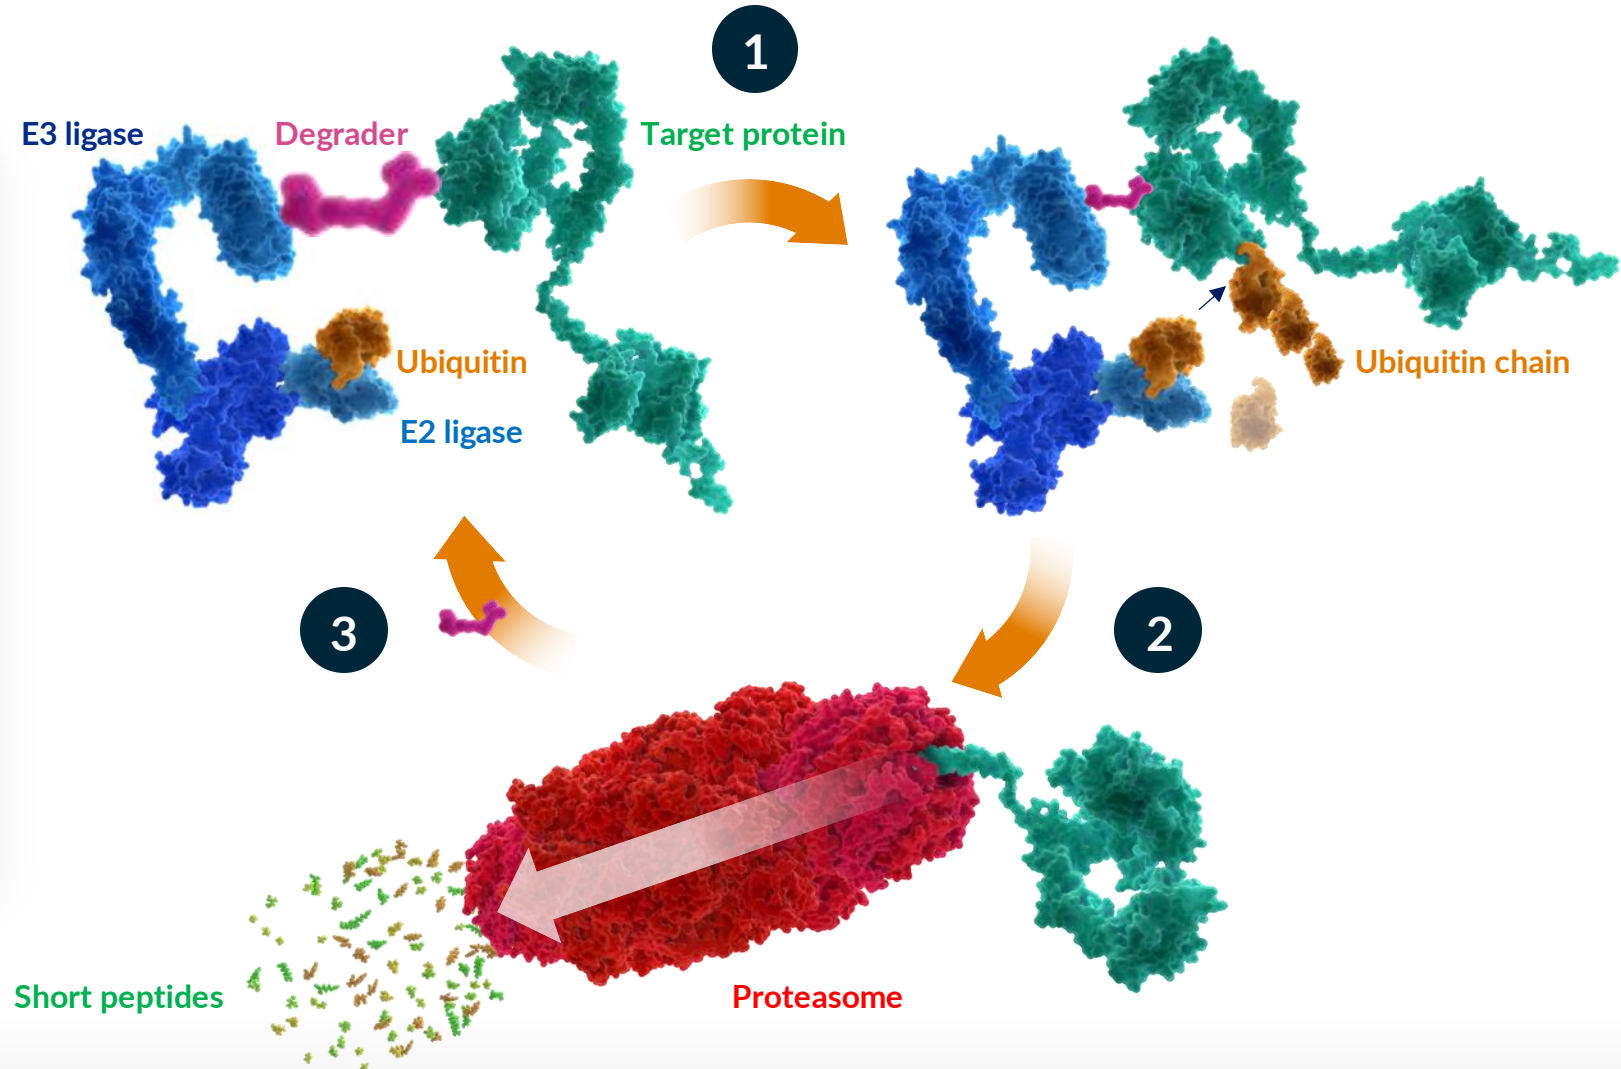 1
E3 ligase
Degrader
Target protein
Ubiquitin
E2 ligase
Ubiquitin chain
3
2
Short peptides
Proteasome